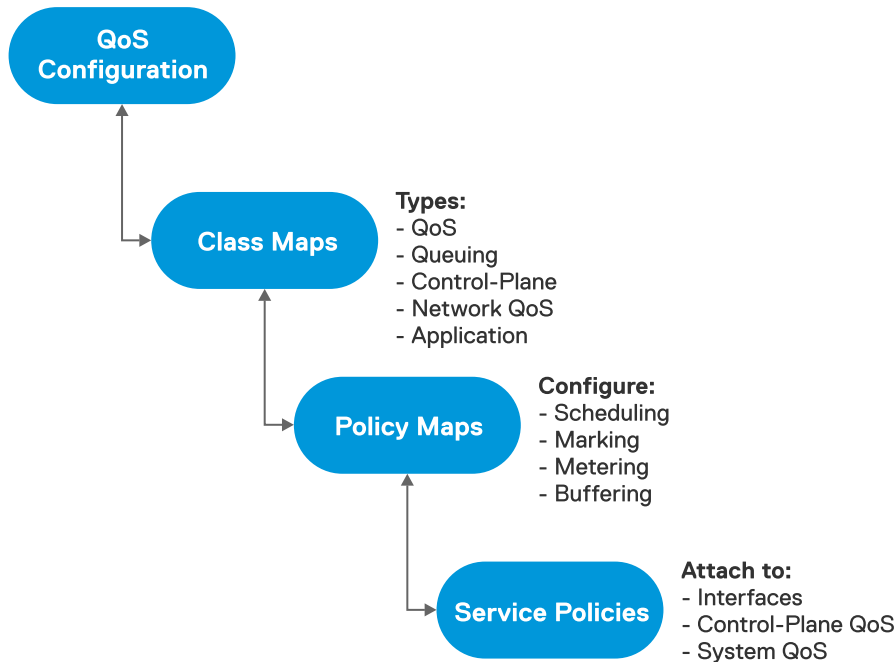 QoS
Configuration
Class Maps
Types:
- QoS
- Queuing
- Control-Plane
- Network QoS
- Application
Policy Maps
Configure:
- Scheduling
- Marking
- Metering
- Buffering
Service Policies
Attach to:
- Interfaces
- Control-Plane QoS
- System QoS